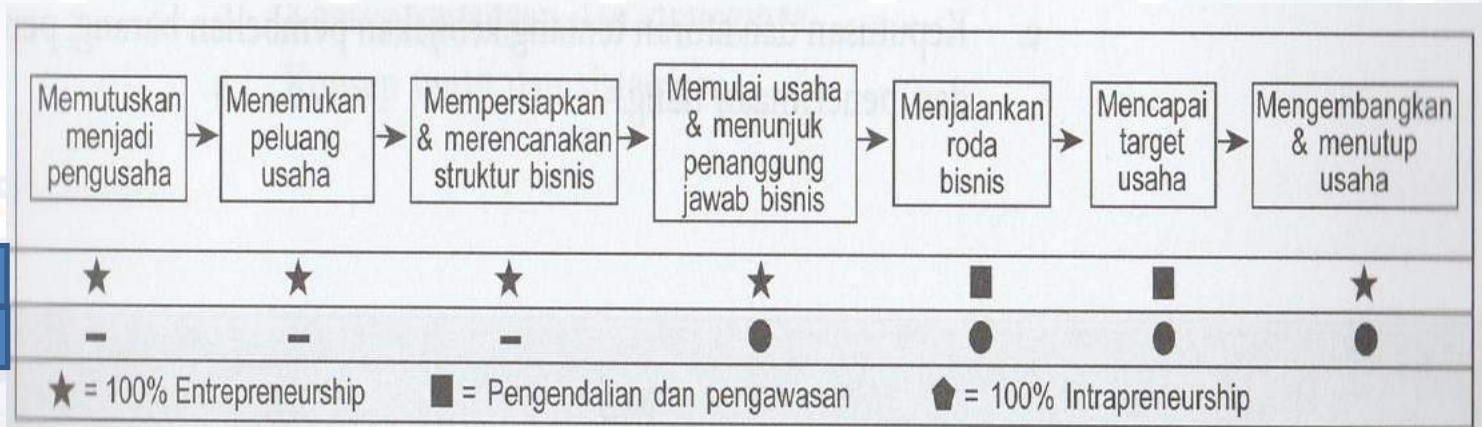 Memutuskan
menjadi
pengusaha
Menemukan
peluang
usaha
Mempersiapkan
& merencanakan
struktur bisnis
Memulai usaha
& menunjuk
penanggung
jawab bisnis
Menjalankan
roda
bisnis
Mencapai
target
usaha
Mengembangkan
& menutup
usaha
★ = 100% Entrepreneurship ■ = Pengendalian dan pengawasan ⬟ = 100% Intrapreneurship